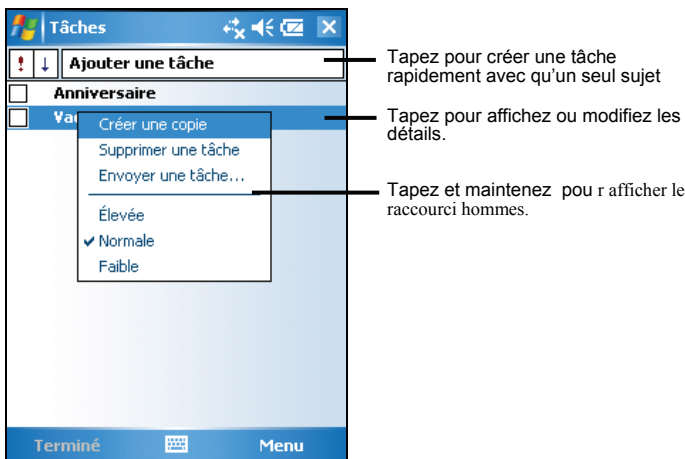 Tâches
! ↓ Ajouter une tâche
Anniversaire
Créer une copie
Supprimer une tâche
Envoyer une tâche...
Élevée
Normale
Faible
Terminé
Menu
Tapez pour créer une tâche
rapidement avec qu'un seul sujet
Tapez pour affichez ou modifiez les
détails.
Tapez et maintenez pou r afficher le
raccourci hommes.